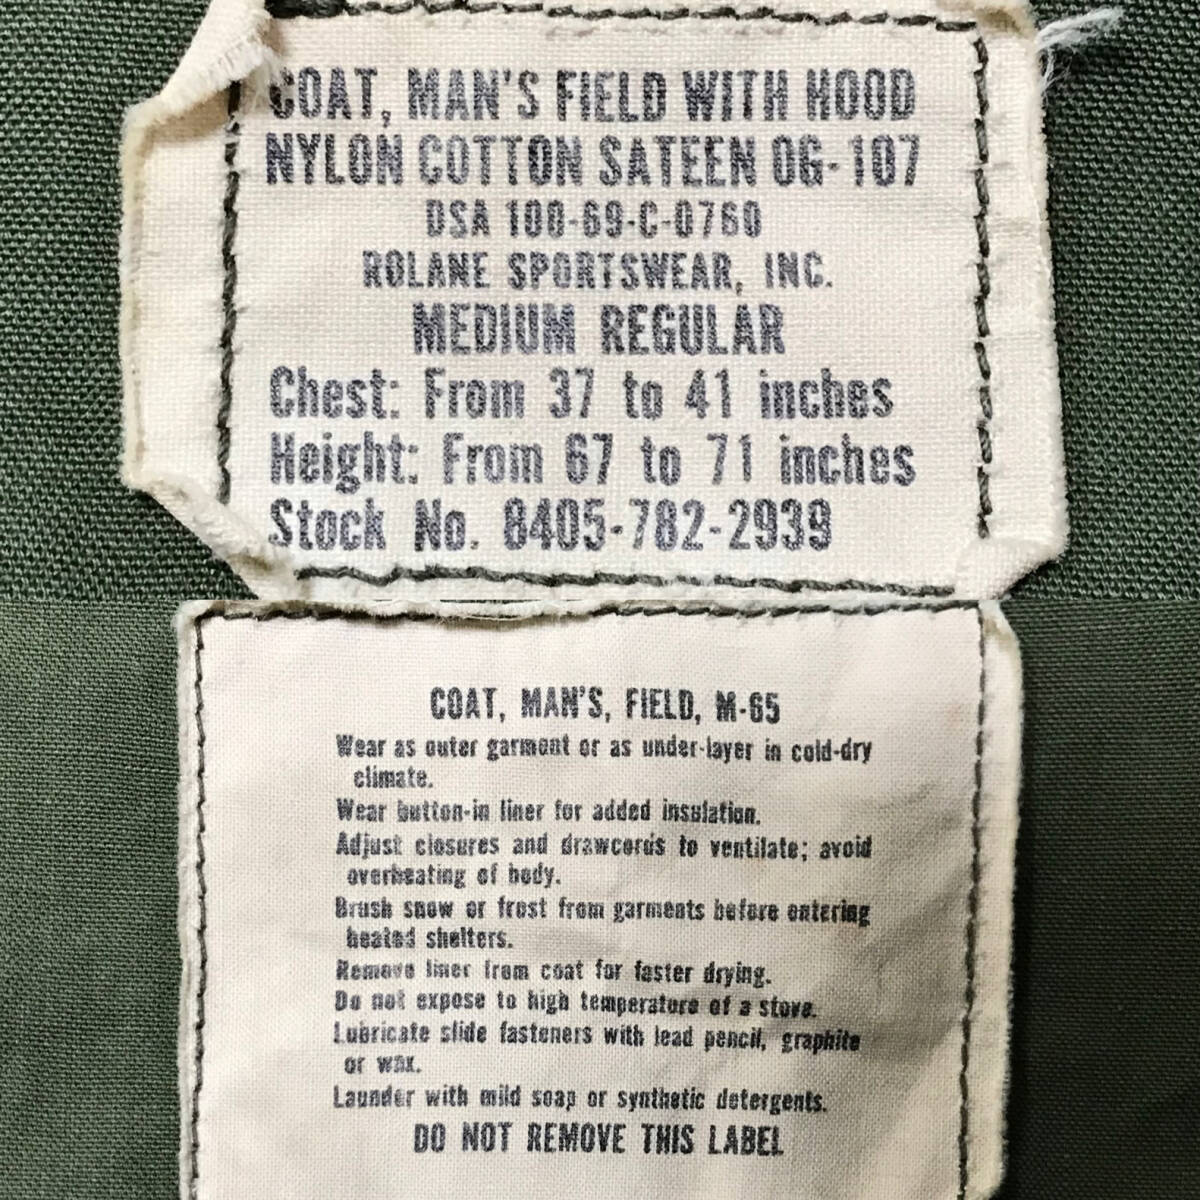 COAT, MAN'S FIELD WITH HOOD
NYLON COTTON SATEEN OG-107
DSA 100-69-C-0760
ROLANE SPORTSWEAR, INC.
MEDIUM REGULAR
Chest: From 37 to 41 inches
Height: From 67 to 71 inches
Stock No. 8405-782-2939
COAT, MAN'S, FIELD, M-65
Wear as outer garment or as under-layer in cold-dry
climate.
Wear button-in liner for added insulation.
Adjust closures and drawcords to ventilate; avoid
overheating of body.
Brush snow or frost from garments before entering
heated shelters.
Remove liner from coat for faster drying.
Do not expose to high temperature of a stove.
Lubricate slide fasteners with lead pencil, graphite
or wax.
Launder with mild soap or synthetic detergents.
DO NOT REMOVE THIS LABEL